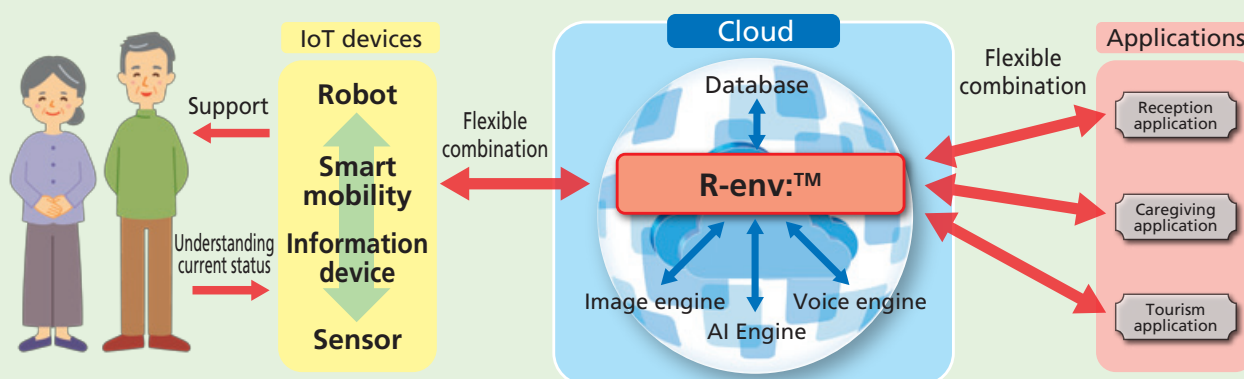 Support
Understanding
current status
IoT devices
Robot
Smart
mobility
Information
device
Sensor
Flexible
combination
Cloud
Database
R-env:™
Image engine
AI Engine
Voice engine
Flexible
combination
Applications
Reception
application
Caregiving
application
Tourism
application